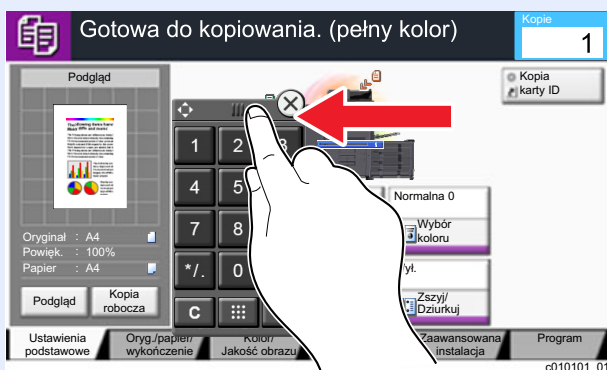 Gotowa do kopiowania. (pełny kolor)
Kopie
1
Podgląd
Kopia
karty ID
1
2
3
4
5
7
8
*/.
0
C
Normalna 0
Wybór
koloru
Zszyj/
Dziurkuj
Oryginał : A4
Powięk. : 100%
Papier : A4
Podgląd
Kopia
robocza
Ustawienia
podstawowe
Oryg./papier/
wykończenie
Kolor/
Jakość obrazu
Zaawansowana
instalacja
Program
c010101_01